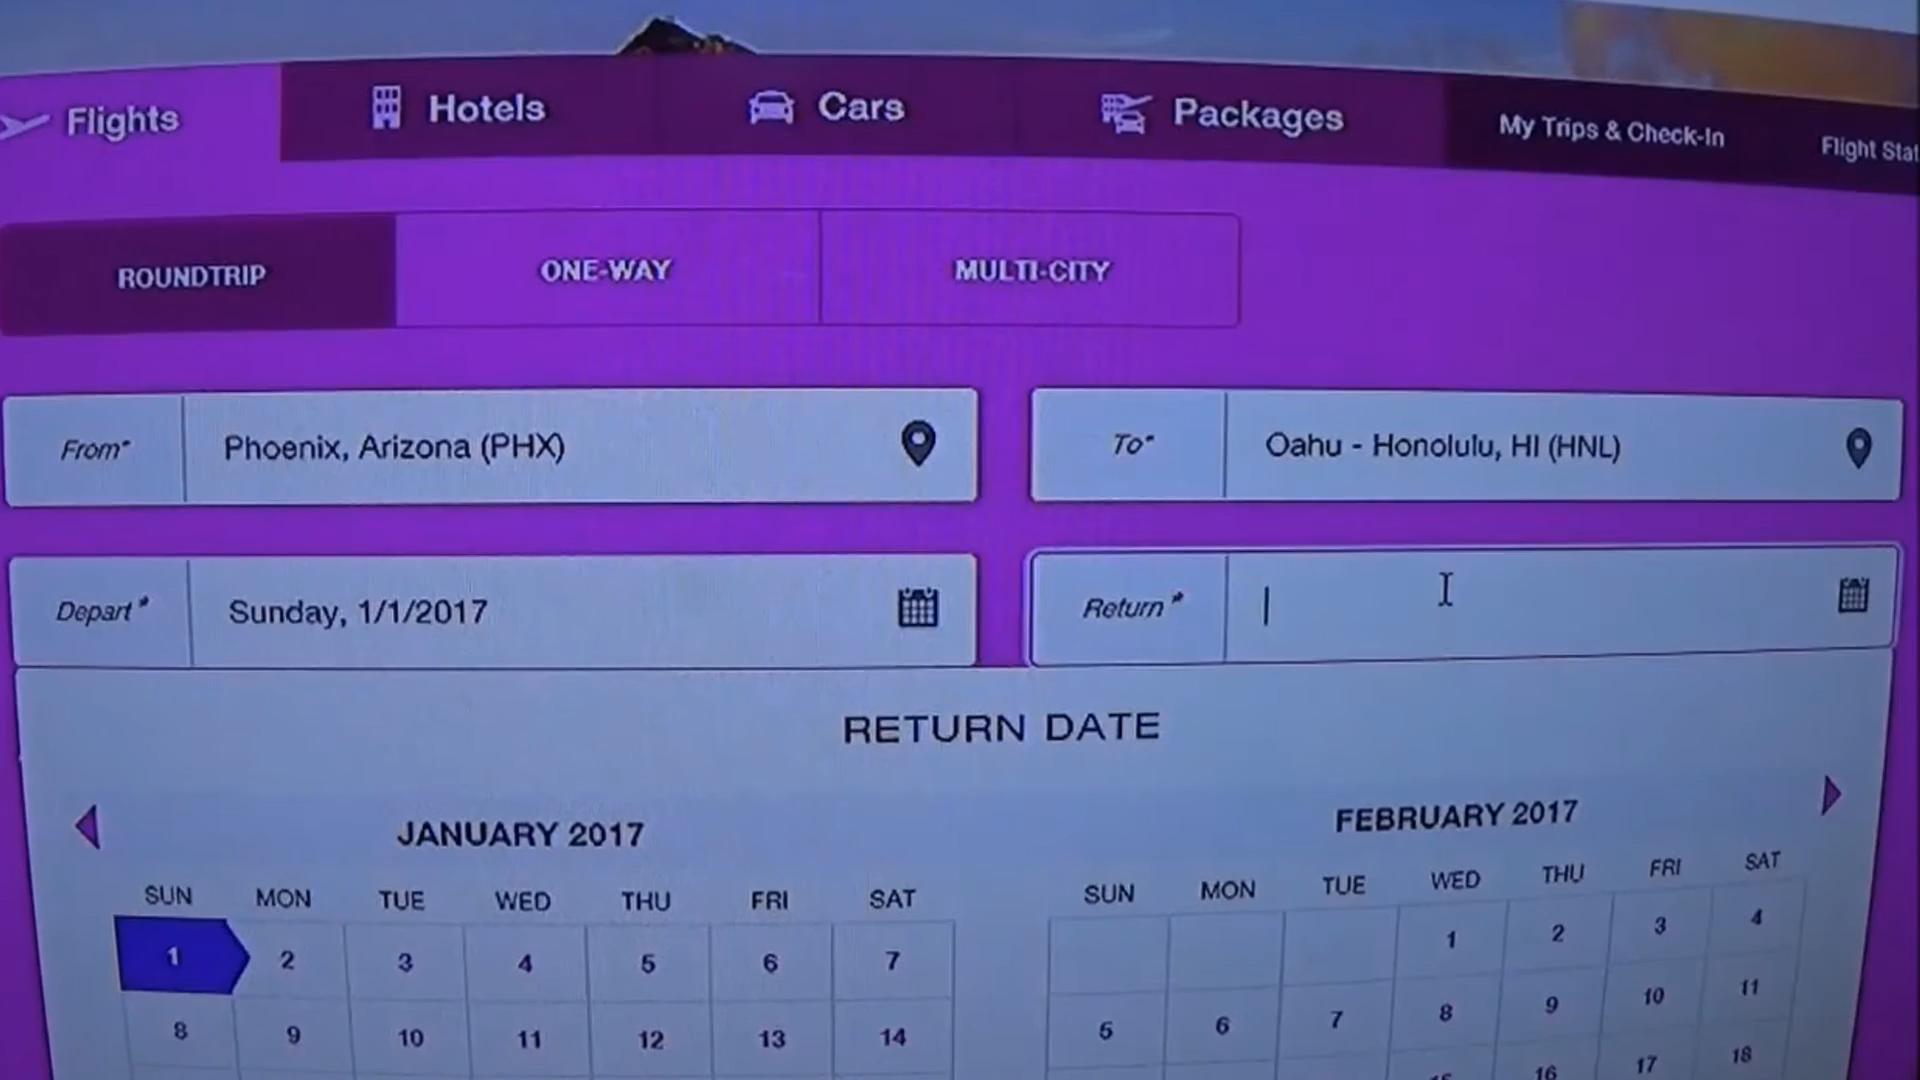 Flights Hotels Cars Packages My Trips & Check-In Flight Stat
ROUNDTRIP ONE-WAY MULTI-CITY
From* Phoenix, Arizona (PHX) To* Oahu - Honolulu, HI (HNL)
Depart* Sunday, 1/1/2017 Return*
RETURN DATE
JANUARY 2017 FEBRUARY 2017
SUN MON TUE WED THU FRI SAT SUN MON TUE WED THU FRI SAT
1 2 3 4 5 6 7 1 2 3 4
8 9 10 11 12 13 14 5 6 7 8 9 10 11
16 17 18